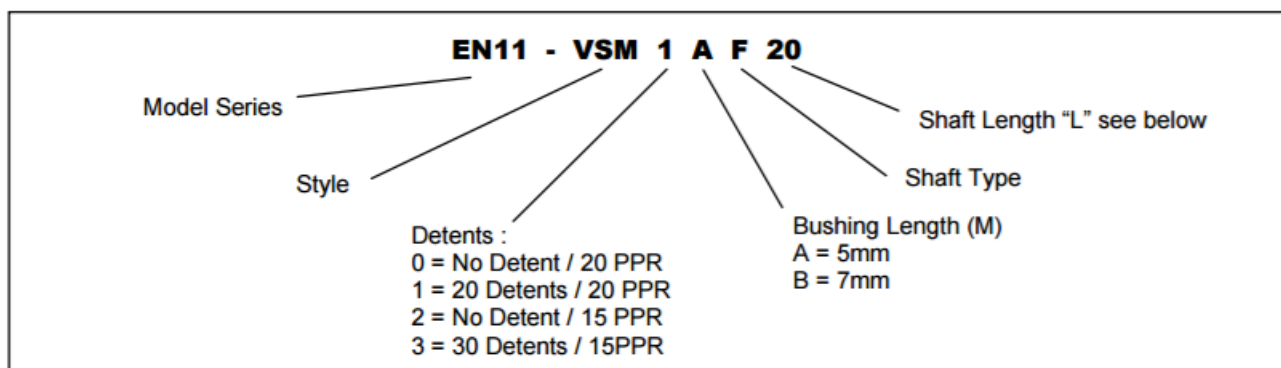 EN11 - VSM 1 A F 20
Model Series
Shaft Length “L” see below
Style
Shaft Type
Detents :
0 = No Detent / 20 PPR
1 = 20 Detents / 20 PPR
2 = No Detent / 15 PPR
3 = 30 Detents / 15PPR
Bushing Length (M)
A = 5mm
B = 7mm